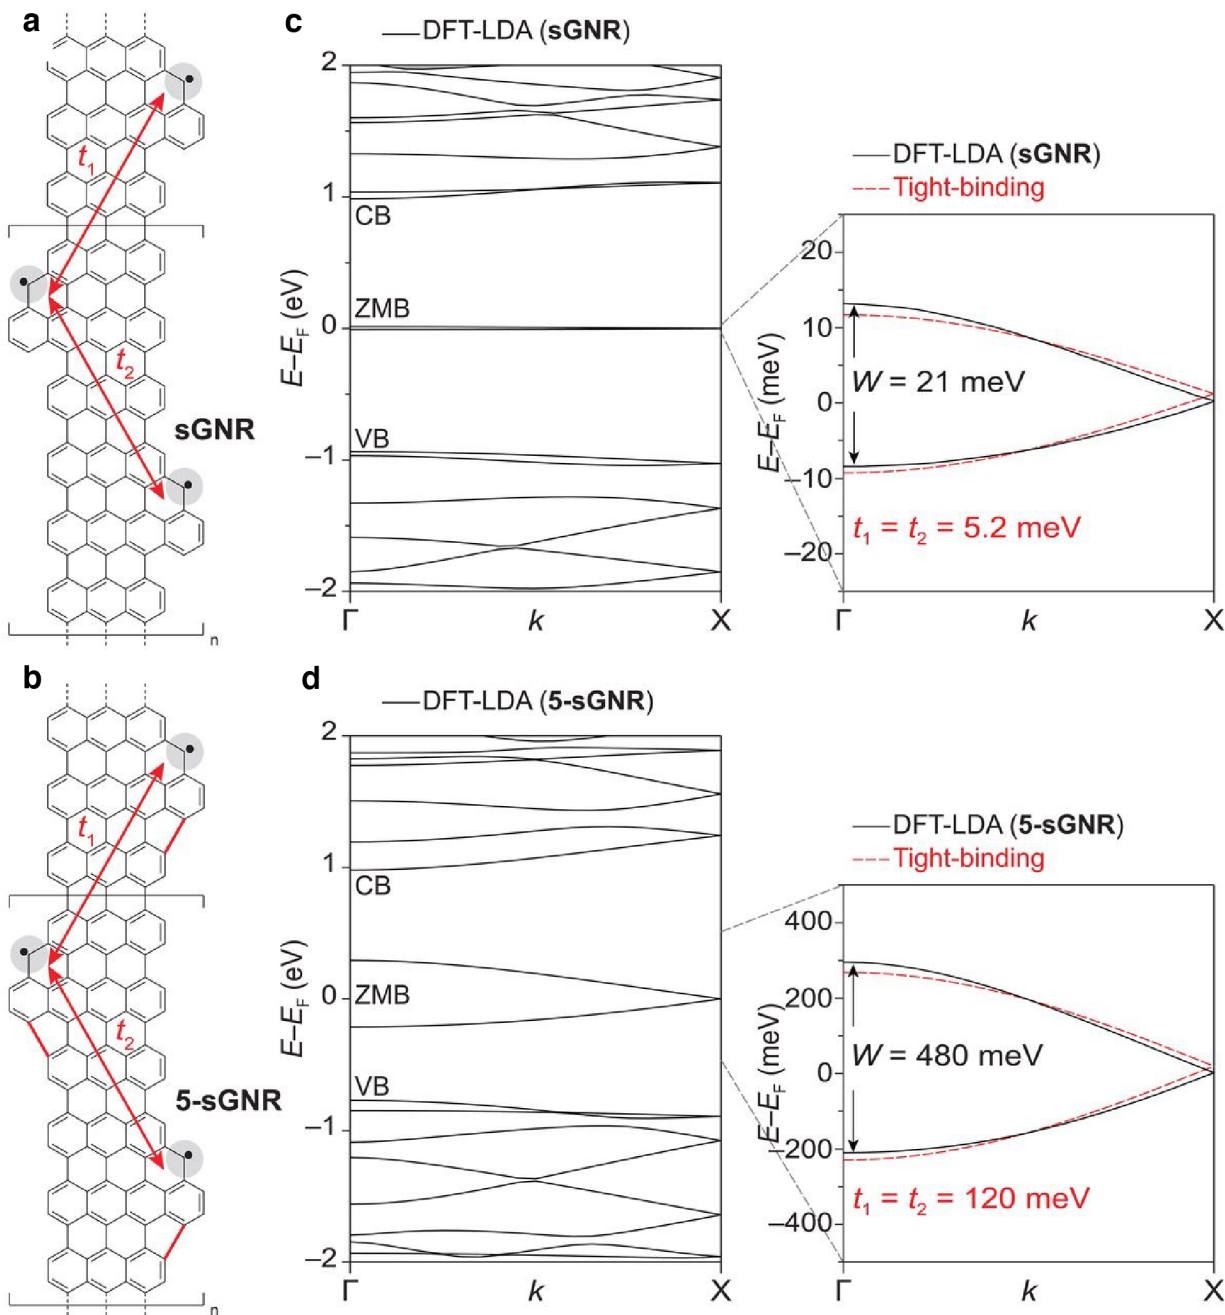 a
t1
t2
sGNR
n
c
DFT-LDA (sGNR)
2
1
0
–1
–2
E–EF (eV)
CB
ZMB
VB
Γ
k
X
DFT-LDA (sGNR)
Tight-binding
20
10
0
–10
–20
E–EF (meV)
W = 21 meV
t1 = t2 = 5.2 meV
Γ
k
X
b
t1
t2
5-sGNR
n
d
DFT-LDA (5-sGNR)
2
1
0
–1
–2
E–EF (eV)
CB
ZMB
VB
Γ
k
X
DFT-LDA (5-sGNR)
Tight-binding
400
200
0
–200
–400
E–EF (meV)
W = 480 meV
t1 = t2 = 120 meV
Γ
k
X